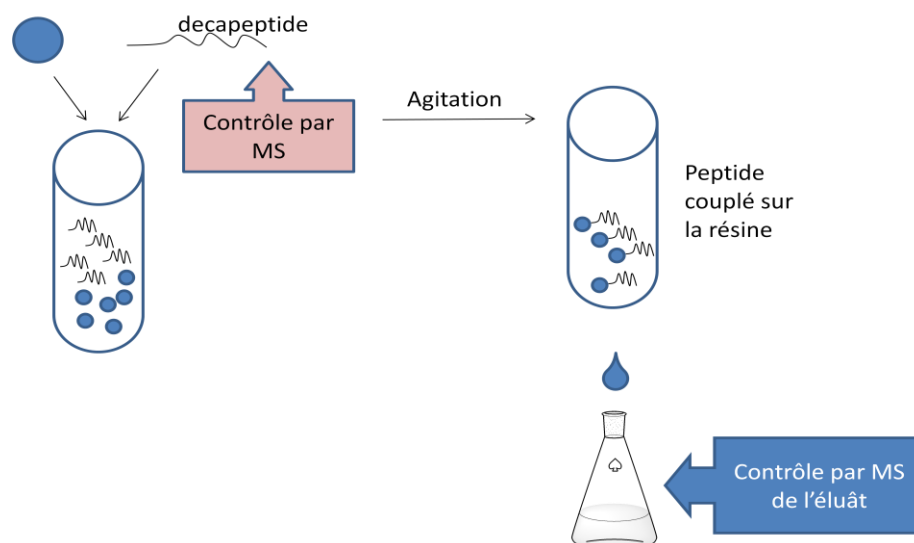 decapeptide
Contrôle par
MS
Agitation
Peptide
couplé sur
la résine
Contrôle par MS
de l'éluât